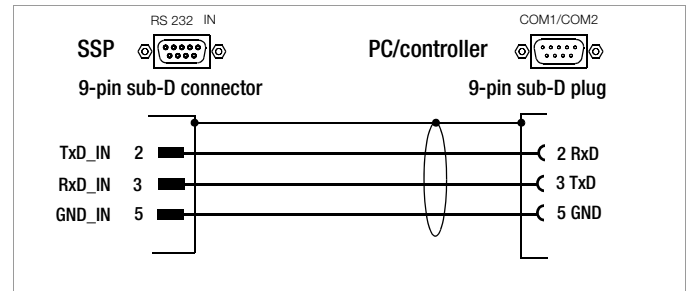 RS 232 IN
COM1/COM2
SSP
PC/controller
9-pin sub-D connector
9-pin sub-D plug
TxD_IN 2
2 RxD
RxD_IN 3
3 TxD
GND_IN 5
5 GND